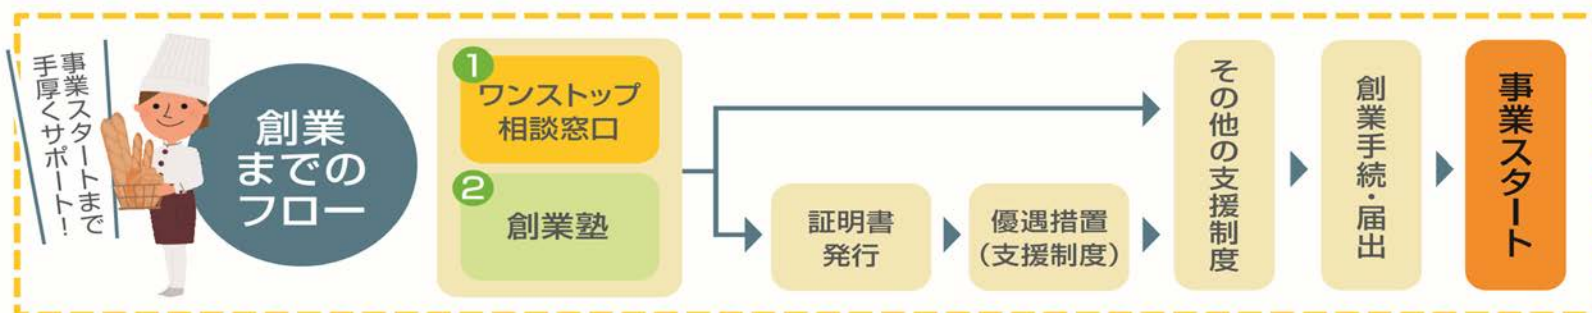 事業スタートまで
手厚くサポート！
創業
までの
フロー
1
ワンストップ
相談窓口
2
創業塾
証明書
発行
優遇措置
(支援制度)
その他の支援制度
創業手続・届出
事業スタート